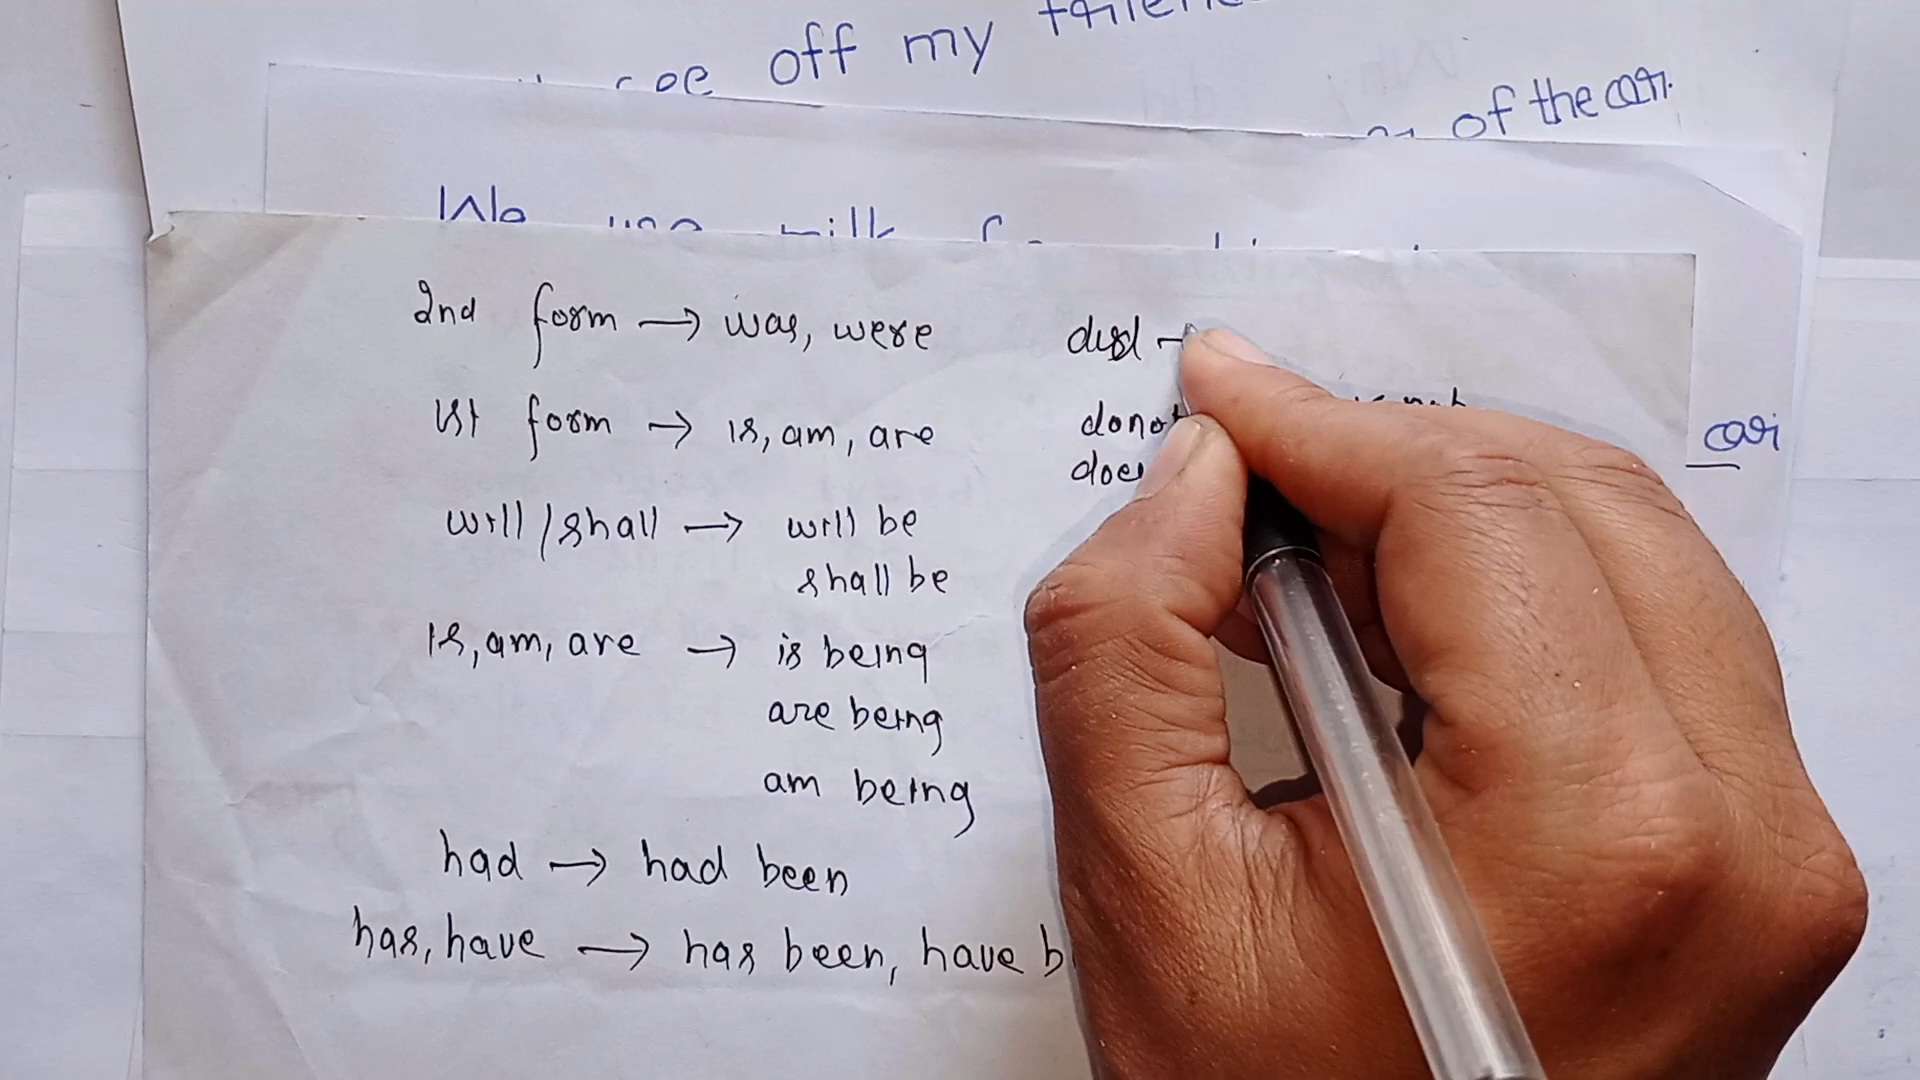 off my
of the car.
We milk
2nd form → was, were
did →
1st form → is, am, are
donot
will / shall → will be
shall be
is, am, are → is being
are being
am being
had → had been
has, have → has been, have